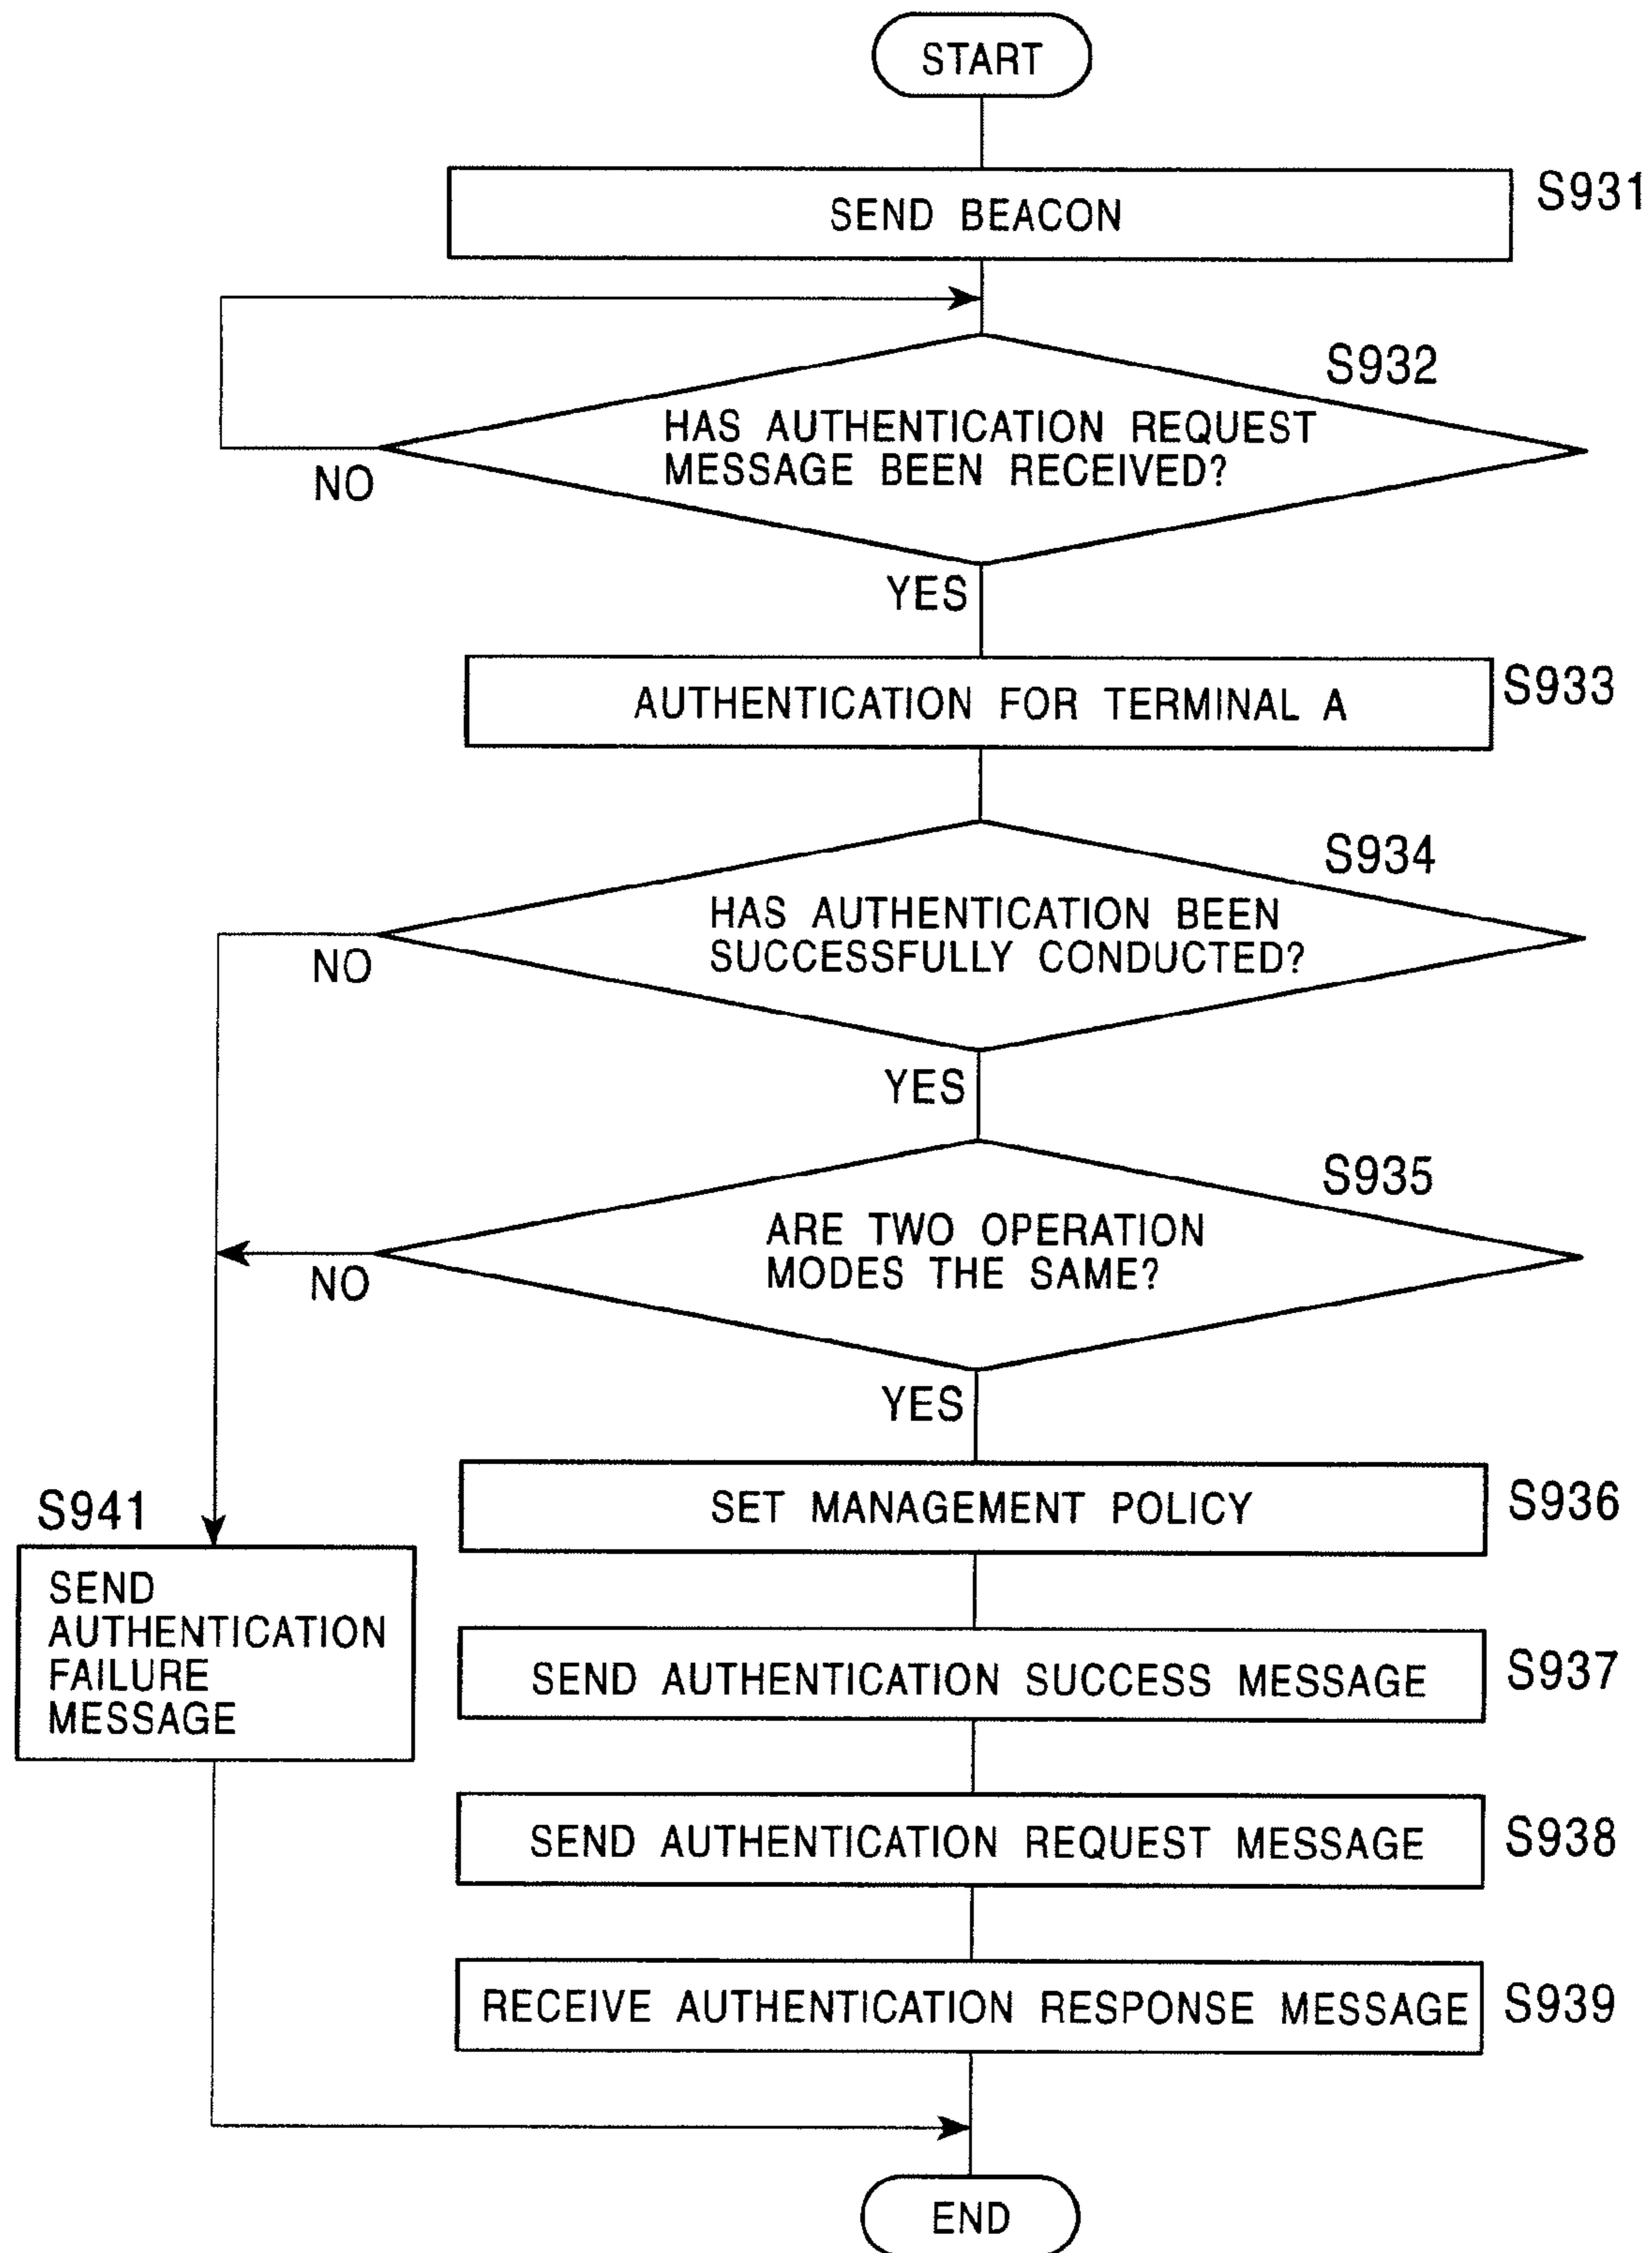 START
SEND BEACON
S931
S932
HAS AUTHENTICATION REQUEST
MESSAGE BEEN RECEIVED?
NO
YES
AUTHENTICATION FOR TERMINAL A
S933
S934
HAS AUTHENTICATION BEEN
SUCCESSFULLY CONDUCTED?
NO
YES
S935
ARE TWO OPERATION
MODES THE SAME?
NO
YES
SET MANAGEMENT POLICY
S936
S941
SEND
AUTHENTICATION
FAILURE
MESSAGE
SEND AUTHENTICATION SUCCESS MESSAGE
S937
SEND AUTHENTICATION REQUEST MESSAGE
S938
RECEIVE AUTHENTICATION RESPONSE MESSAGE
S939
END